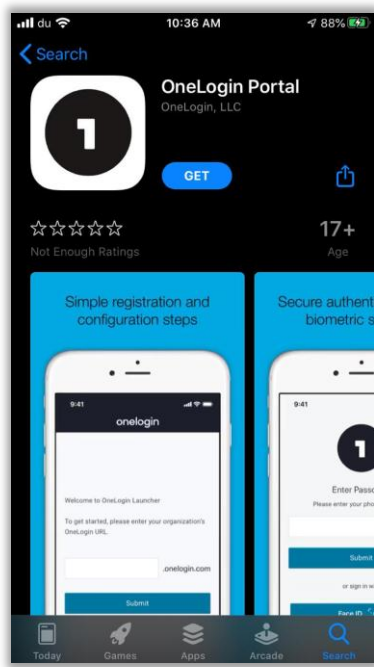 du 10:36 AM 88%
Search
OneLogin Portal
OneLogin, LLC
1
GET
17+
Not Enough Ratings
Age
Simple registration and
configuration steps
Secure authent
biometric s
9:41
onelogin
Welcome to OneLogin Launcher
To get started, please enter your organization's
OneLogin URL.
.onelogin.com
Submit
9:41
1
Enter Passc
Please enter your pho
Submit
or sign in w
Face ID
Today Games Apps Arcade Search